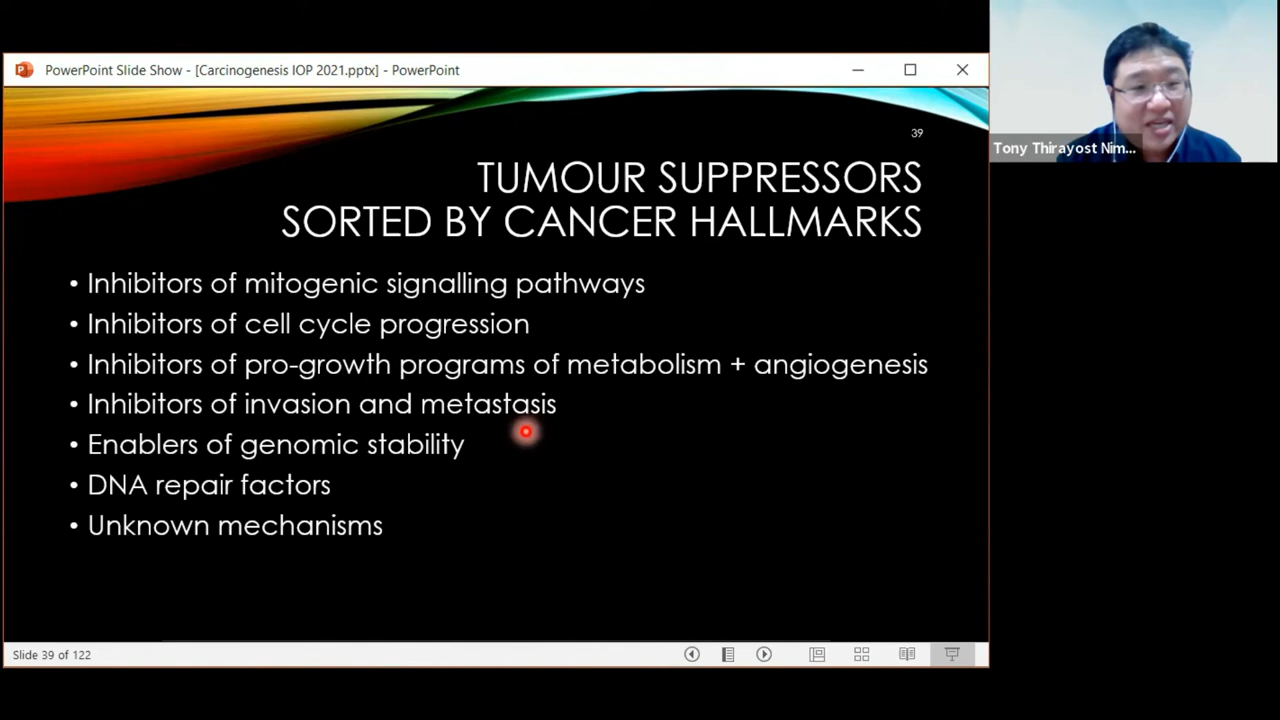 PowerPoint Slide Show - [Carcinogenesis IOP 2021.pptx] - PowerPoint
39
TUMOUR SUPPRESSORS
SORTED BY CANCER HALLMARKS
• Inhibitors of mitogenic signalling pathways
• Inhibitors of cell cycle progression
• Inhibitors of pro-growth programs of metabolism + angiogenesis
• Inhibitors of invasion and metastasis
• Enablers of genomic stability
• DNA repair factors
• Unknown mechanisms
Slide 39 of 122
Tony Thirayost Nim...